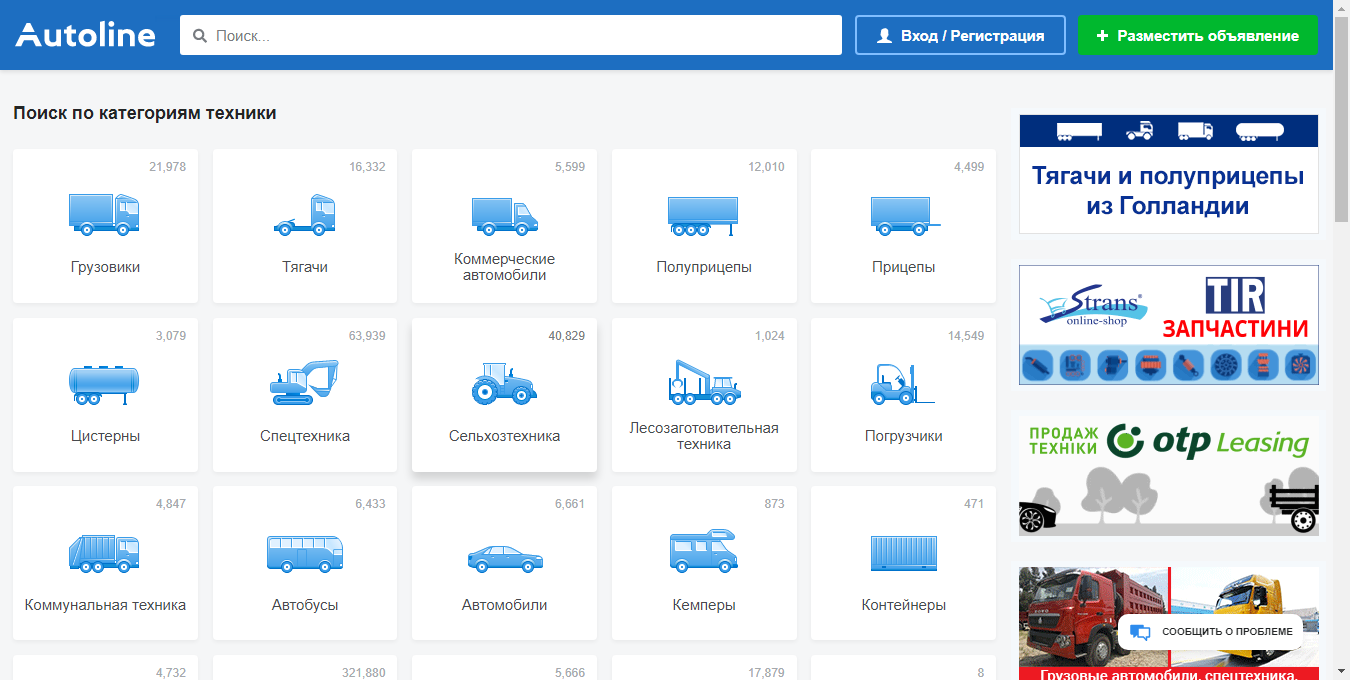 Autoline
Поиск...
Вход / Регистрация
Разместить объявление
Поиск по категориям техники
21,978
Грузовики
16,332
Тягачи
5,599
Коммерческие
автомобили
12,010
Полуприцепы
4,499
Прицепы
3,079
Цистерны
63,939
Спецтехника
40,829
Сельхозтехника
1,024
Лесозаготовительная
техника
14,549
Погрузчики
4,847
Коммунальная техника
6,433
Автобусы
6,661
Автомобили
873
Кемперы
471
Контейнеры
4,732
321,880
5,666
17,879
8
Тягачи и полуприцепы
из Голландии
Strans
online-shop
TIR
ЗАПЧАСТИНИ
ПРОДАЖ
ТЕХНІКИ
otp Leasing
СООБЩИТЬ О ПРОБЛЕМЕ
Грузовые автомобили, спецтехника,